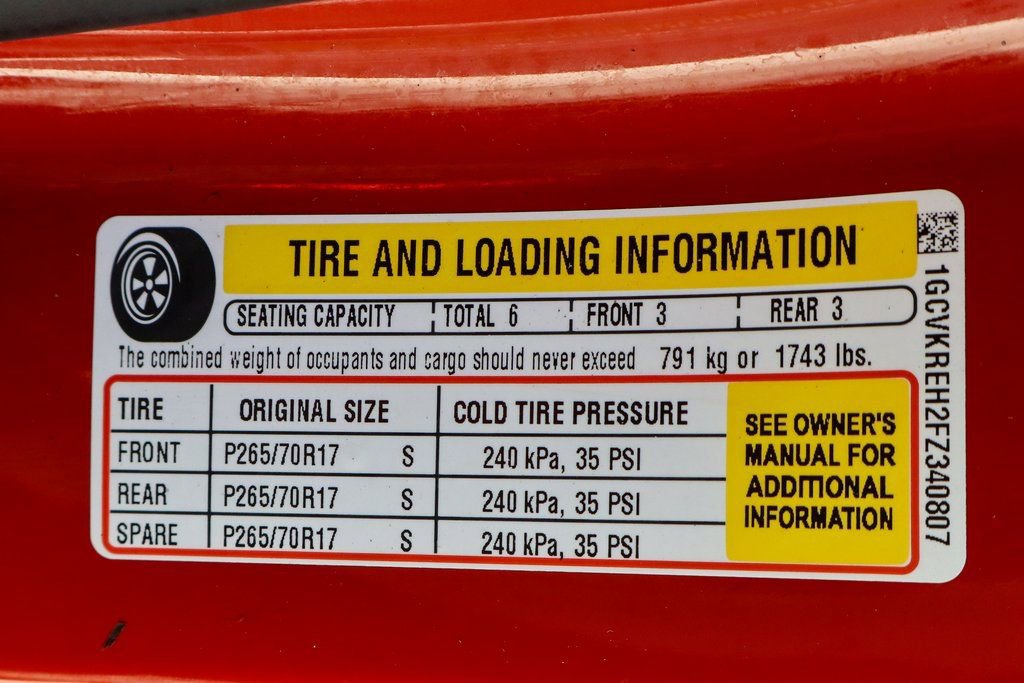 TIRE AND LOADING INFORMATION
SEATING CAPACITY TOTAL 6 FRONT 3 REAR 3
The combined weight of occupants and cargo should never exceed 791 kg or 1743 lbs.
TIRE ORIGINAL SIZE COLD TIRE PRESSURE
FRONT P265/70R17 S 240 kPa, 35 PSI
REAR P265/70R17 S 240 kPa, 35 PSI
SPARE P265/70R17 S 240 kPa, 35 PSI
SEE OWNER'S
MANUAL FOR
ADDITIONAL
INFORMATION
1GCVKREH2FZ340807